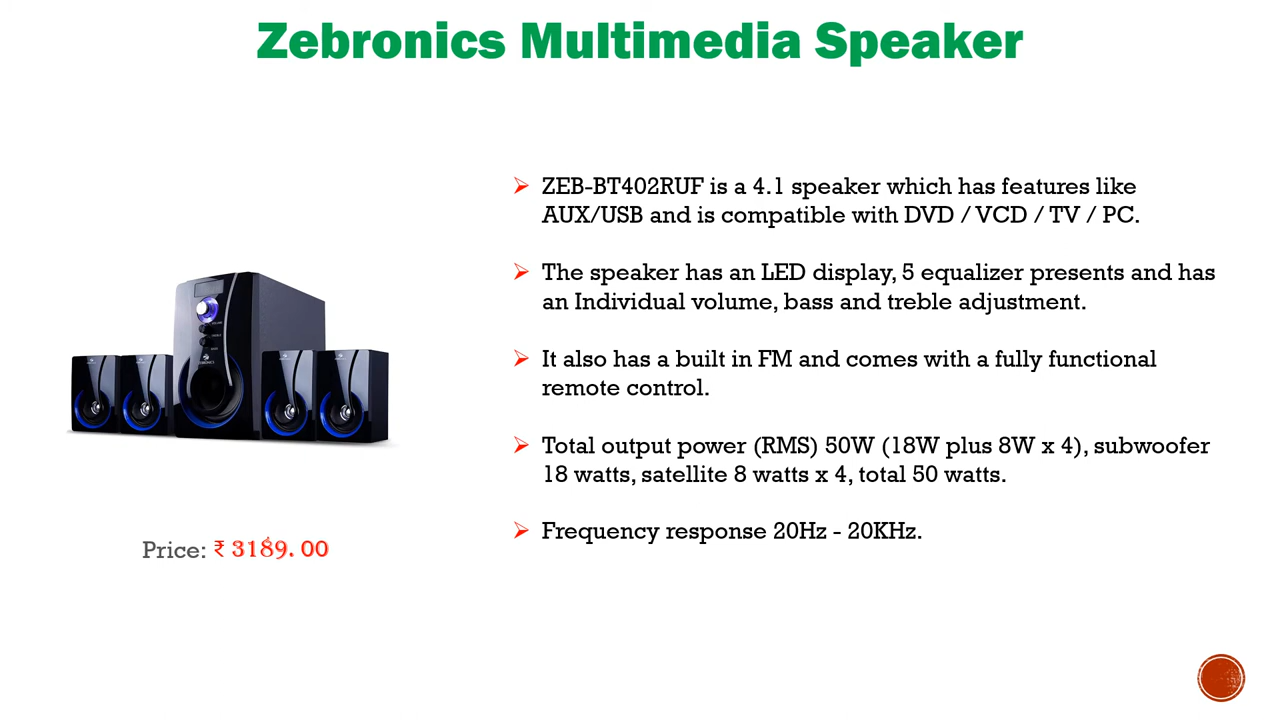 Zebronics Multimedia Speaker
ZEB-BT402RUF is a 4.1 speaker which has features like
AUX/USB and is compatible with DVD / VCD / TV / PC.
The speaker has an LED display, 5 equalizer presents and has
an Individual volume, bass and treble adjustment.
It also has a built in FM and comes with a fully functional
remote control.
Total output power (RMS) 50W (18W plus 8W x 4), subwoofer
18 watts, satellite 8 watts x 4, total 50 watts.
Frequency response 20Hz - 20KHz.
Price: ₹ 3189. 00